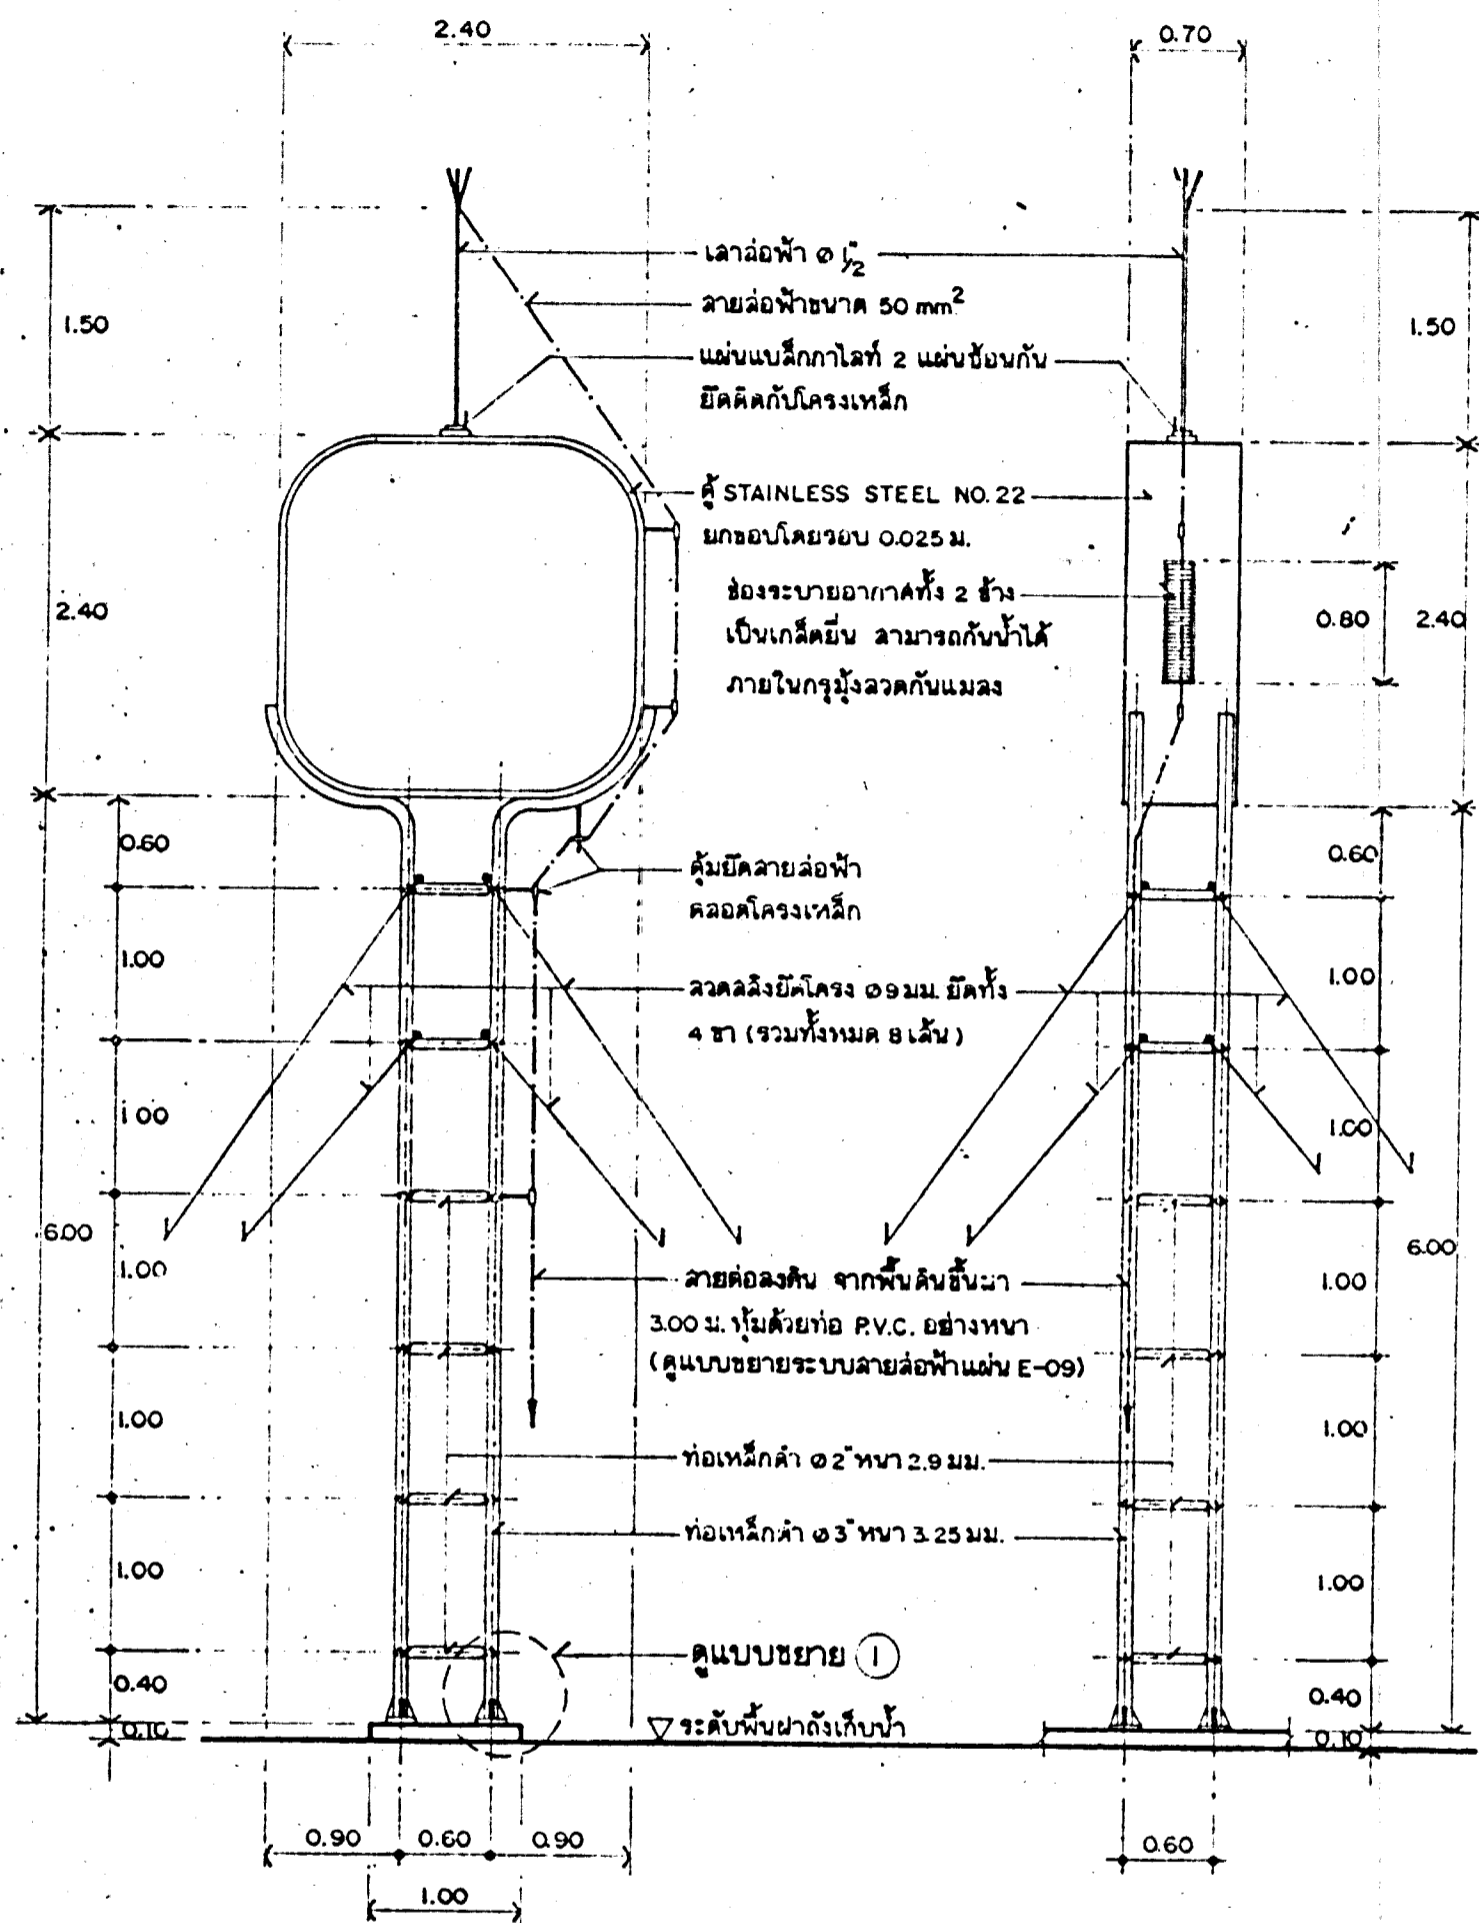 2.40
0.70
เลาล่อฟ้า ø 1/2"
สายล่อฟ้าขนาด 50 mm²
1.50
1.50
แผ่นแบล็กกาไลท์ 2 แผ่นซ้อนกัน
ยึดติดกับโครงเหล็ก
ตู้ STAINLESS STEEL NO. 22
ยกขอบโดยรอบ 0.025 ม.
ช่องระบายอากาศทั้ง 2 ข้าง
เป็นเกล็ดยื่น สามารถกันน้ำได้
ภายในกรุมุ้งลวดกันแมลง
2.40
0.80
2.40
0.60
0.60
ตุ้มยึดสายล่อฟ้า
ตลอดโครงเหล็ก
1.00
1.00
ลวดสลิงยึดโครง ø 9 มม. ยึดทั้ง
4 ขา (รวมทั้งหมด 8 เส้น)
1.00
1.00
6.00
6.00
1.00
1.00
สายต่อลงดิน จากพื้นดินขึ้นมา
3.00 ม. หุ้มด้วยท่อ P.V.C. อย่างหนา
(ดูแบบขยายระบบสายล่อฟ้าแผ่น E-09)
1.00
1.00
ท่อเหล็กดำ ø 2" หนา 2.9 มม.
ท่อเหล็กดำ ø 3" หนา 3.25 มม.
1.00
1.00
ดูแบบขยาย 1
0.40
0.40
0.10
0.10
ระดับพื้นฝาถังเก็บน้ำ
0.90
0.60
0.90
0.60
1.00